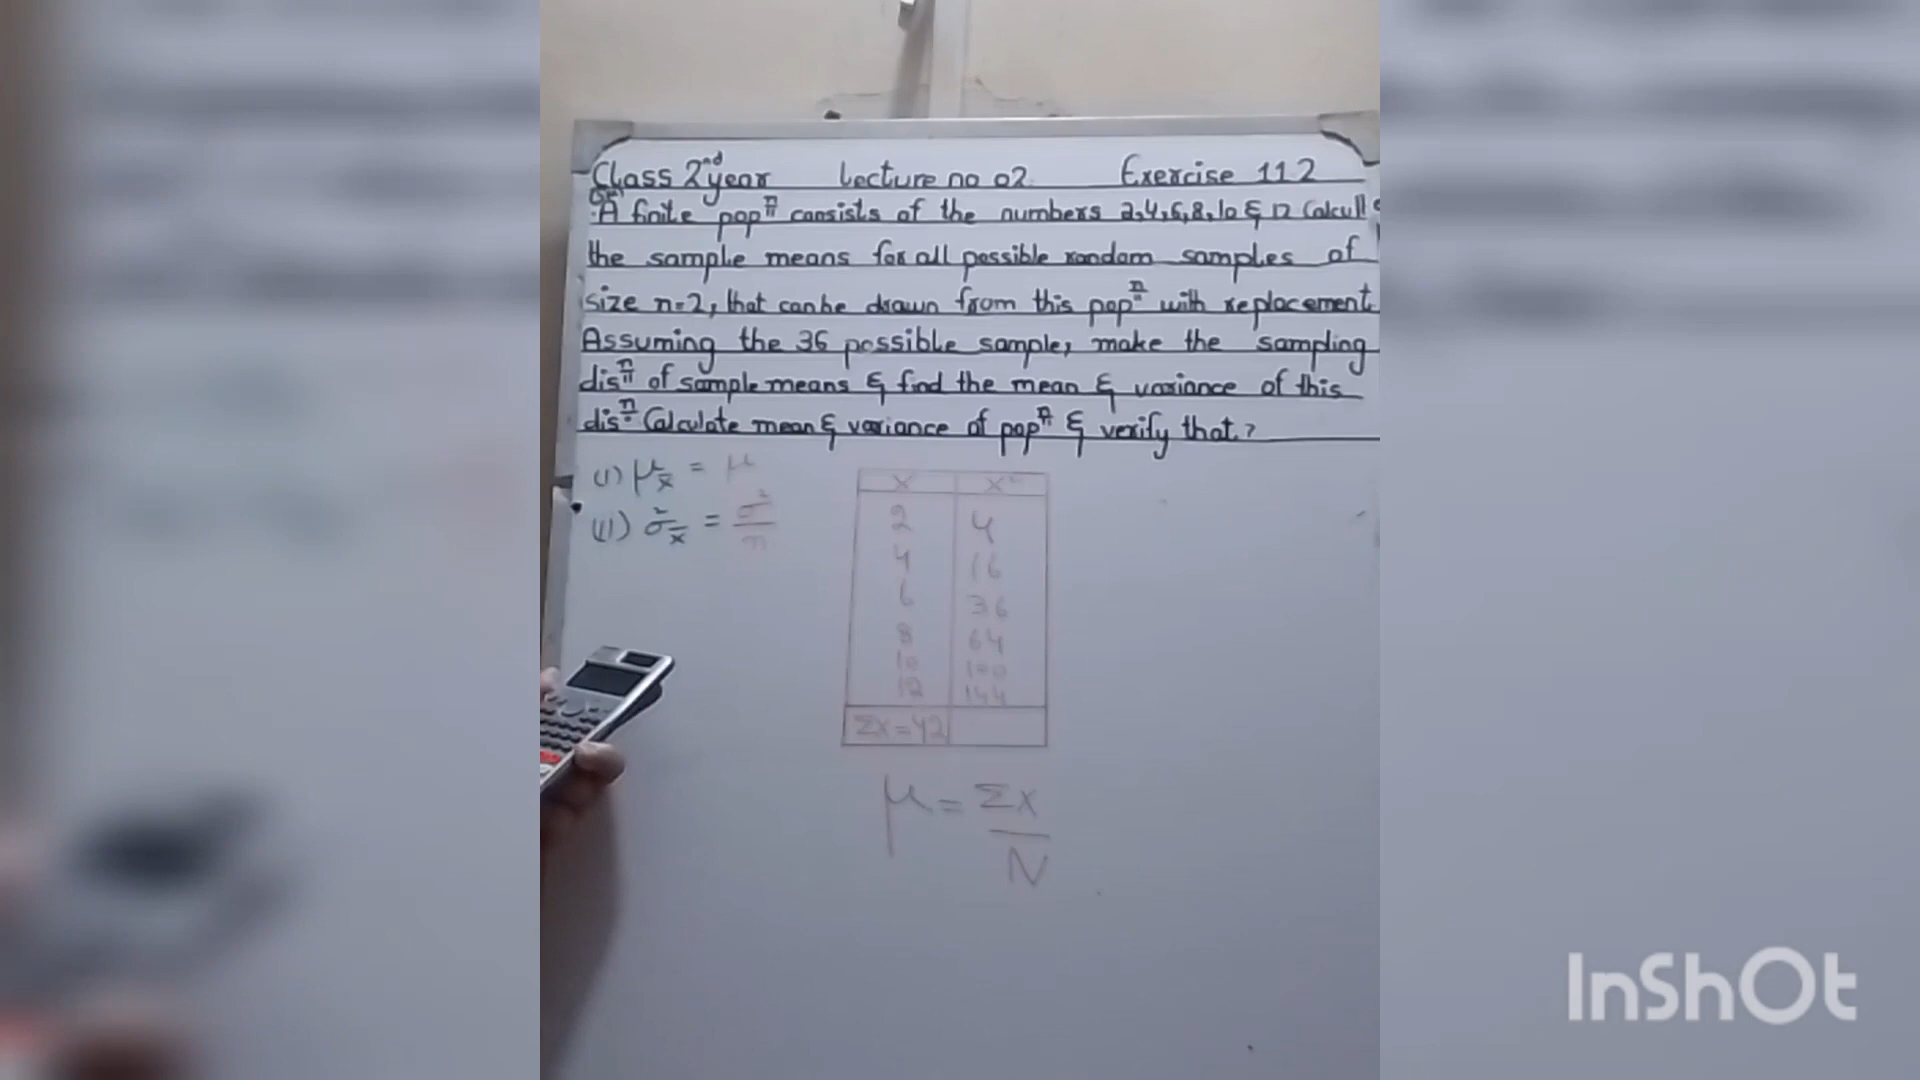 Class 2nd year Lecture no 02 Exercise 11.2
A finite popⁿ consists of the numbers 2,4,6,8,10 & 12 Calcul
the sample means for all possible random samples of
size n=2, that canbe drawn from this popⁿ with replacement
Assuming the 36 possible sample, make the sampling
disⁿ of sample means & find the mean & variance of this
disⁿ Calculate mean & variance of popⁿ & verify that?
(i) μx̄ = μ
(ii) σ²x̄ = σ²/n
X X²
2 4
4 16
6 36
8 64
10 100
12 144
ΣX=42
μ = ΣX/N
InShOt